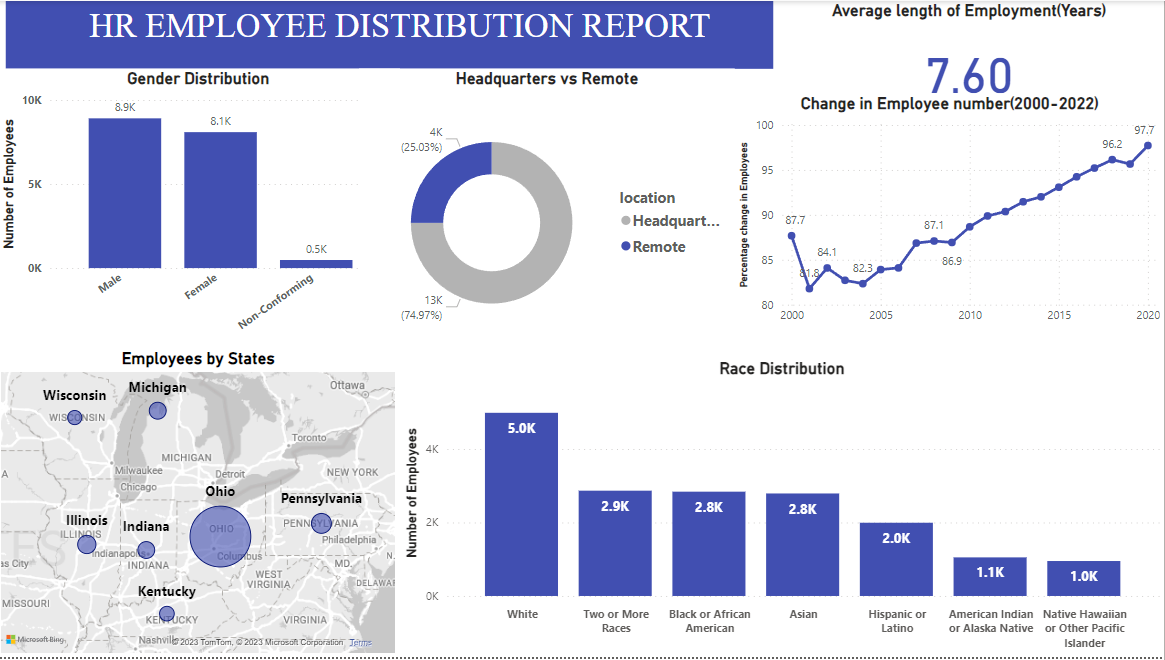 HR EMPLOYEE DISTRIBUTION REPORT
Average length of Employment(Years)
7.60
Gender Distribution
Number of Employees
10K
5K
0K
8.9K
8.1K
0.5K
Male
Female
Non-Conforming
Headquarters vs Remote
4K
(25.03%)
13K
(74.97%)
location
Headquart...
Remote
Change in Employee number(2000-2022)
Percentage change in Employees
100
95
90
85
80
87.7
81.8
84.1
82.3
87.1
86.9
96.2
97.7
2000
2005
2010
2015
2020
Employees by States
Wisconsin
Michigan
Ottawa
WISCONSIN
Toronto
MICHIGAN
Milwaukee
Detroit
NEW YORK
Chicago
Ohio
Pennsylvania
Illinois
Indiana
OHIO
PENNSYLVANIA
ILLINOIS
Philadelphia
Indianapolis
Columbus
as City
INDIANA
MD.
WEST
VIRGINIA
DELAWA
Kentucky
MISSOURI
KENTUCKY
VIRGINIA
Microsoft Bing
Nashville
© 2023 TomTom, © 2023 Microsoft Corporation
Terms
Race Distribution
Number of Employees
4K
2K
0K
5.0K
2.9K
2.8K
2.8K
2.0K
1.1K
1.0K
White
Two or More
Races
Black or African
American
Asian
Hispanic or
Latino
American Indian
or Alaska Native
Native Hawaiian
or Other Pacific
Islander